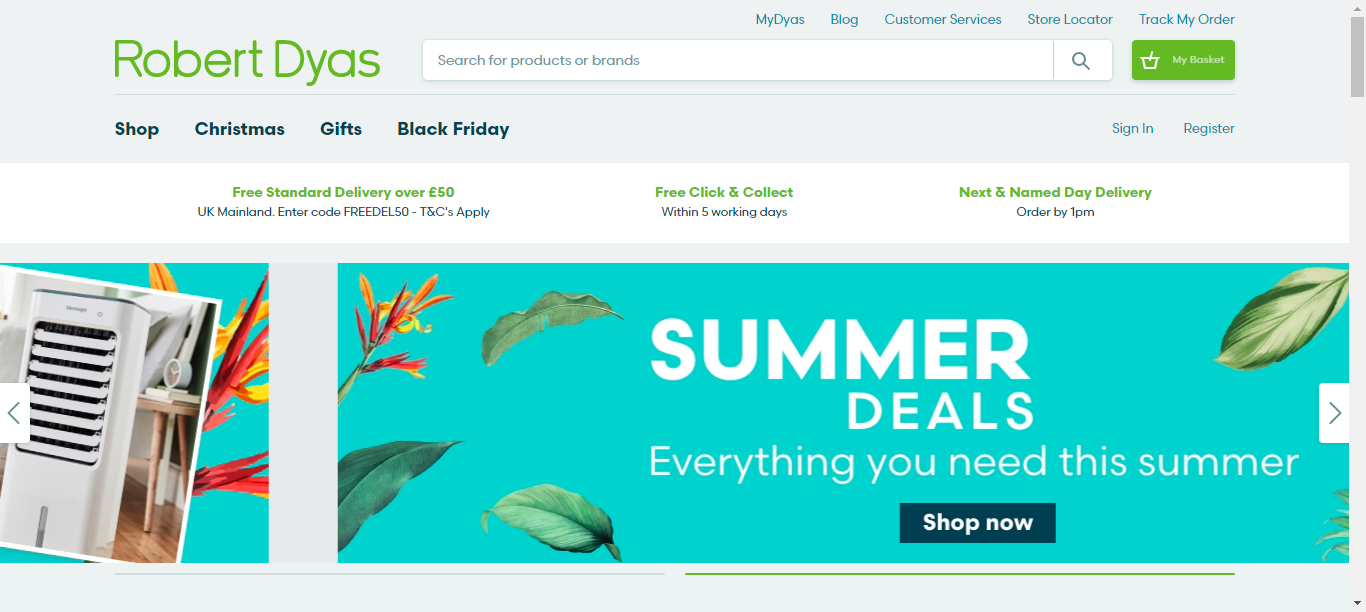 MyDyas Blog Customer Services Store Locator Track My Order
Robert Dyas
Search for products or brands
My Basket
Shop Christmas Gifts Black Friday
Sign In Register
Free Standard Delivery over £50
UK Mainland. Enter code FREEDEL50 - T&C's Apply
Free Click & Collect
Within 5 working days
Next & Named Day Delivery
Order by 1pm
SUMMER
DEALS
Everything you need this summer
Shop now